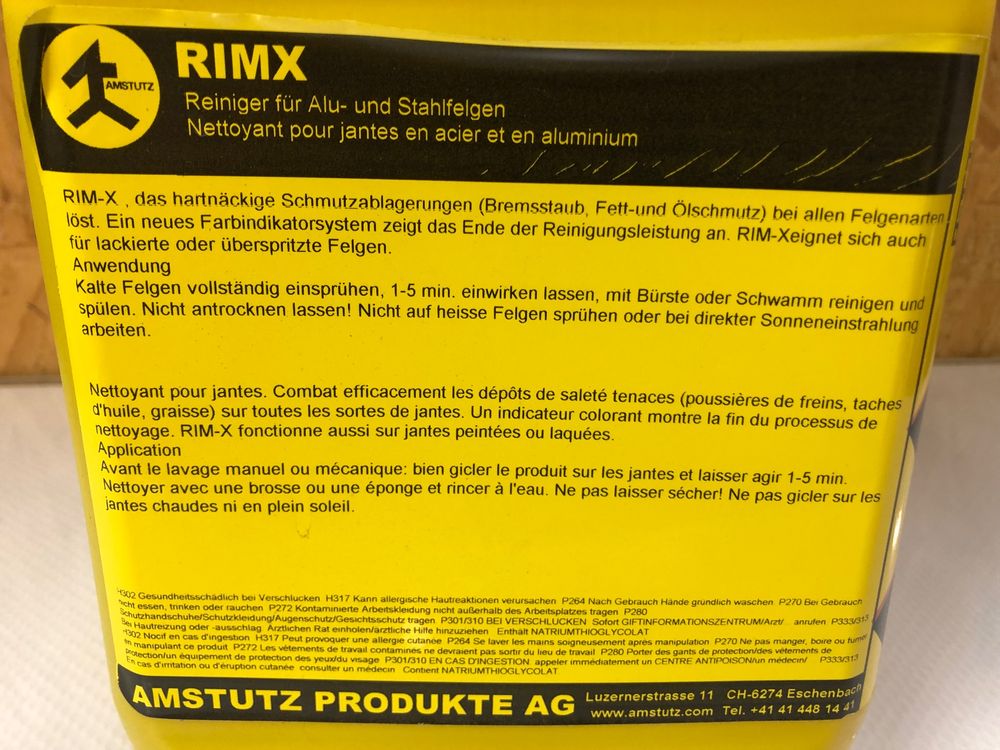 AMSTUTZ
RIMX
Reiniger für Alu- und Stahlfelgen
Nettoyant pour jantes en acier et en aluminium
RIM-X , das hartnäckige Schmutzablagerungen (Bremsstaub, Fett-und Ölschmutz) bei allen Felgenarten
löst. Ein neues Farbindikatorsystem zeigt das Ende der Reinigungsleistung an. RIM-Xeignet sich auch
für lackierte oder überspritzte Felgen.
Anwendung
Kalte Felgen vollständig einsprühen, 1-5 min. einwirken lassen, mit Bürste oder Schwamm reinigen und
spülen. Nicht antrocknen lassen! Nicht auf heisse Felgen sprühen oder bei direkter Sonneneinstrahlung
arbeiten.
Nettoyant pour jantes. Combat efficacement les dépôts de saleté tenaces (poussières de freins, taches
d'huile, graisse) sur toutes les sortes de jantes. Un indicateur colorant montre la fin du processus de
nettoyage. RIM-X fonctionne aussi sur jantes peintées ou laquées.
Application
Avant le lavage manuel ou mécanique: bien gicler le produit sur les jantes et laisser agir 1-5 min.
Nettoyer avec une brosse ou une éponge et rincer à l'eau. Ne pas laisser sécher! Ne pas gicler sur les
jantes chaudes ni en plein soleil.
H302 Gesundheitsschädlich bei Verschlucken H317 Kann allergische Hautreaktionen verursachen P264 Nach Gebrauch Hände gründlich waschen P270 Bei Gebrauch
nicht essen, trinken oder rauchen P272 Kontaminierte Arbeitskleidung nicht außerhalb des Arbeitsplatzes tragen P280
Schutzhandschuhe/Schutzkleidung/Augenschutz/Gesichtsschutz tragen P301/310 BEI VERSCHLUCKEN Sofort GIFTINFORMATIONSZENTRUM/Arzt/... anrufen P333/313
Bei Hautreizung oder -ausschlag Ärztlichen Rat einholen/ärztliche Hilfe hinzuziehen Enthält NATRIUMTHIOGLYCOLAT
H302 Nocif en cas d'ingestion H317 Peut provoquer une allergie cutanée P264 Se laver les mains soigneusement après manipulation P270 Ne pas manger, boire ou fumer
en manipulant ce produit P272 Les vêtements de travail contaminés ne devraient pas sortir du lieu de travail P280 Porter des gants de protection/des vêtements de
protection/un équipement de protection des yeux/du visage P301/310 EN CAS D'INGESTION appeler immédiatement un CENTRE ANTIPOISON/un médecin/ P333/313
En cas d'irritation ou d'éruption cutanée consulter un médecin Contient NATRIUMTHIOGLYCOLAT
AMSTUTZ PRODUKTE AG
Luzernerstrasse 11 CH-6274 Eschenbach
www.amstutz.com Tel. +41 41 448 14 41